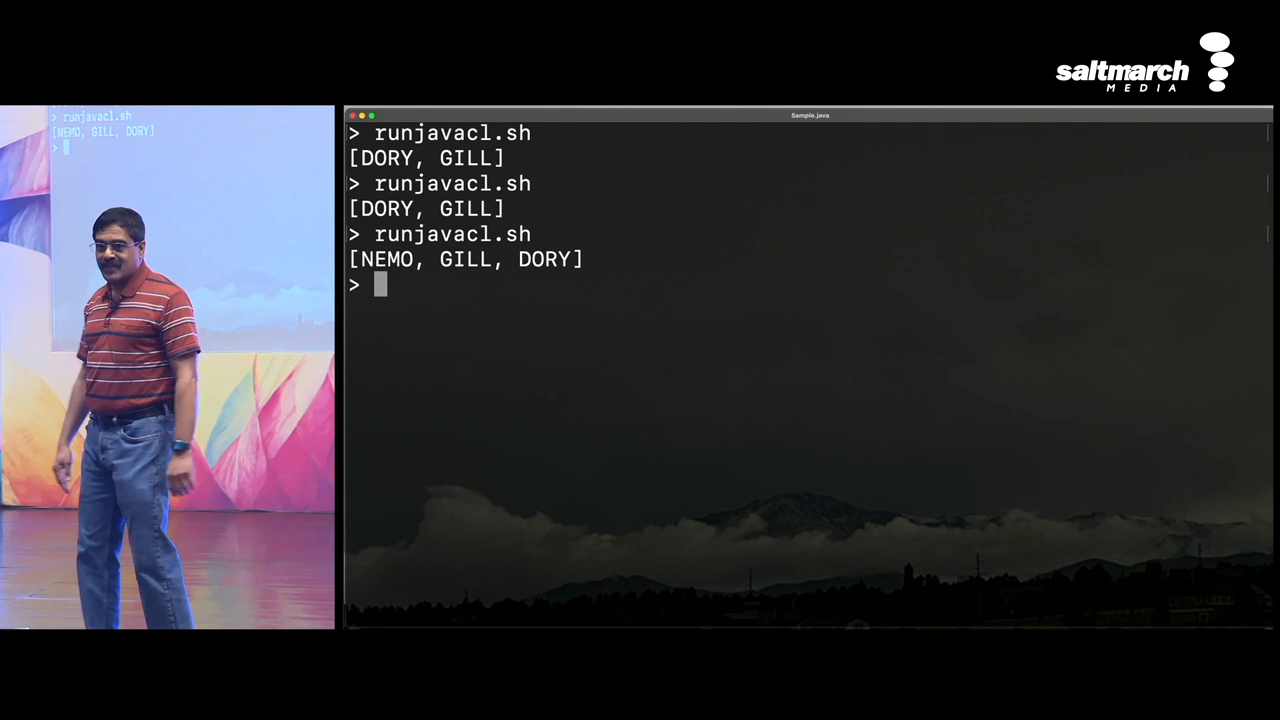 saltmarch
MEDIA
> runjavacl.sh
[NEMO, GILL, DORY]
>
Sample.java
> runjavacl.sh
[DORY, GILL]
> runjavacl.sh
[DORY, GILL]
> runjavacl.sh
[NEMO, GILL, DORY]
>